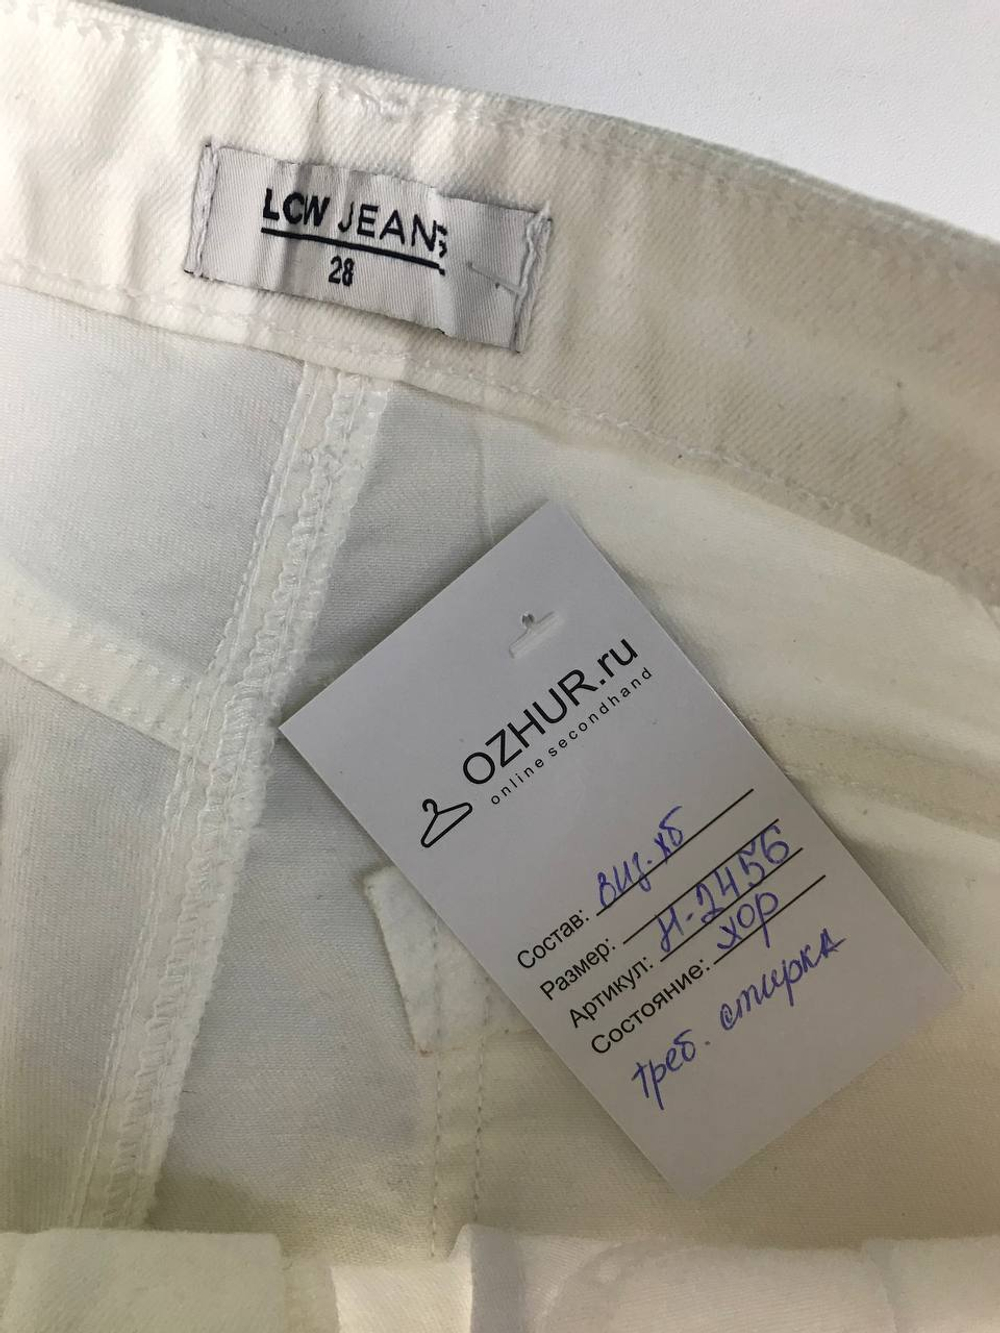 LCW JEANS
28
OZHUR.ru
online secondhand
Состав: виз. хб
Размер:
Артикул: Н-2456
Состояние: хор
треб. стирка